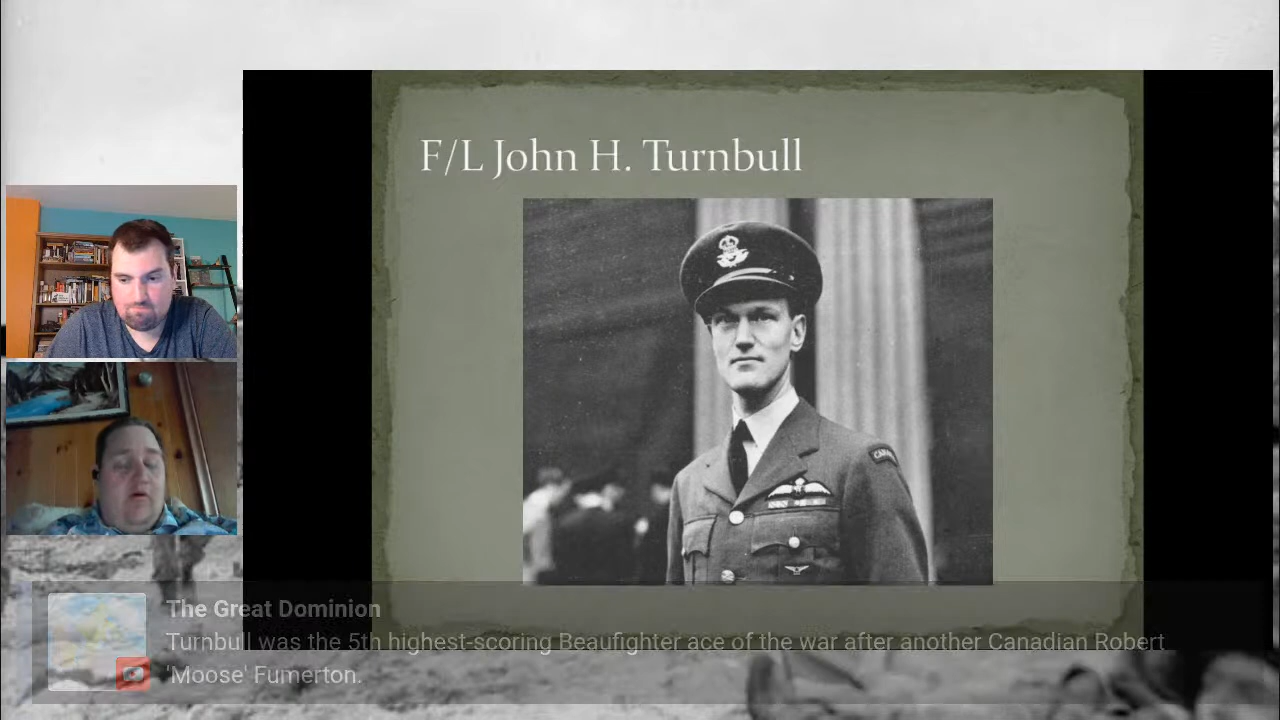 F/L John H. Turnbull
CANADA
The Great Dominion
Turnbull was the 5th highest-scoring Beaufighter ace of the war after another Canadian Robert
'Moose' Fumerton.